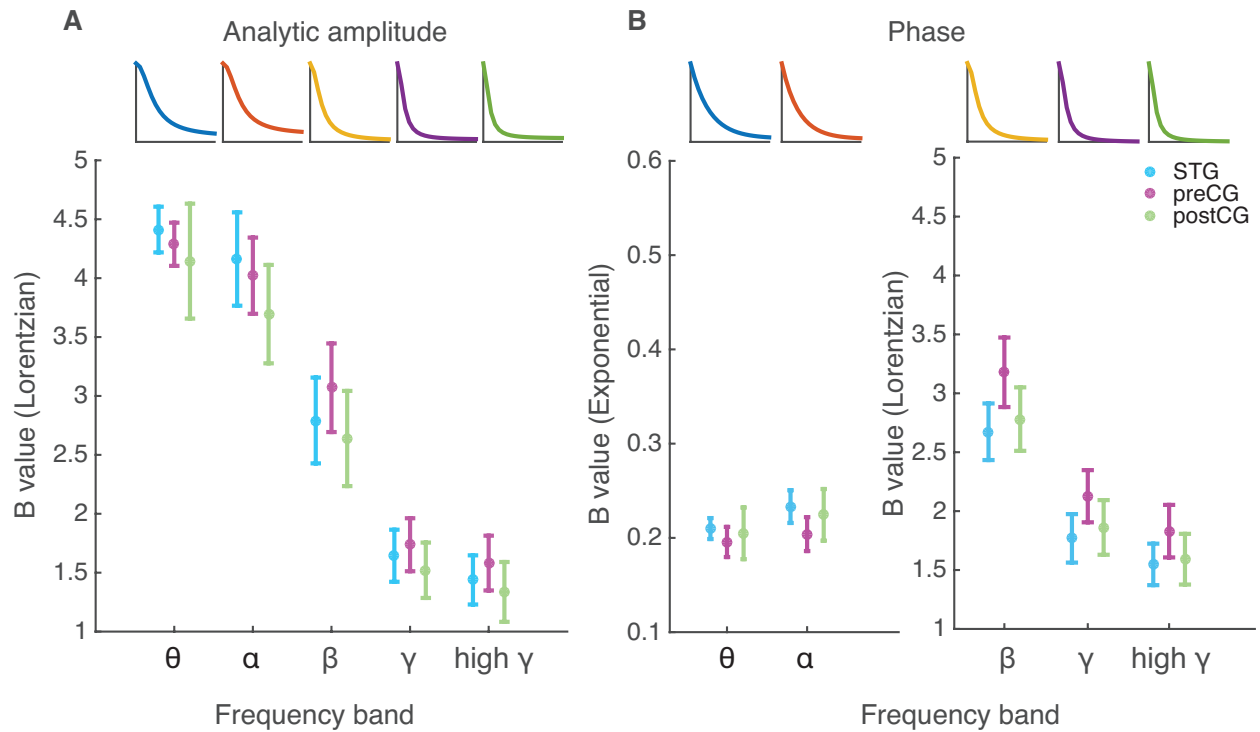 A
Analytic amplitude
B value (Lorentzian)
5
4.5
4
3.5
3
2.5
2
1.5
1
θ α β γ high γ
Frequency band
B
Phase
B value (Exponential)
0.6
0.5
0.4
0.3
0.2
0.1
θ α
B value (Lorentzian)
5
4.5
4
3.5
3
2.5
2
1.5
1
STG
preCG
postCG
β γ high γ
Frequency band